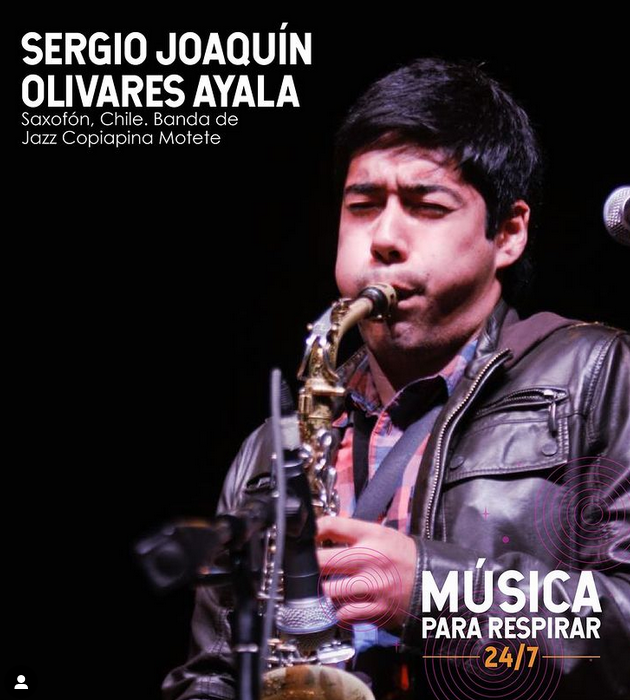 SERGIO JOAQUÍN
OLIVARES AYALA
Saxofón, Chile. Banda de
Jazz Copiapina Motete
MÚSICA
PARA RESPIRAR
24/7